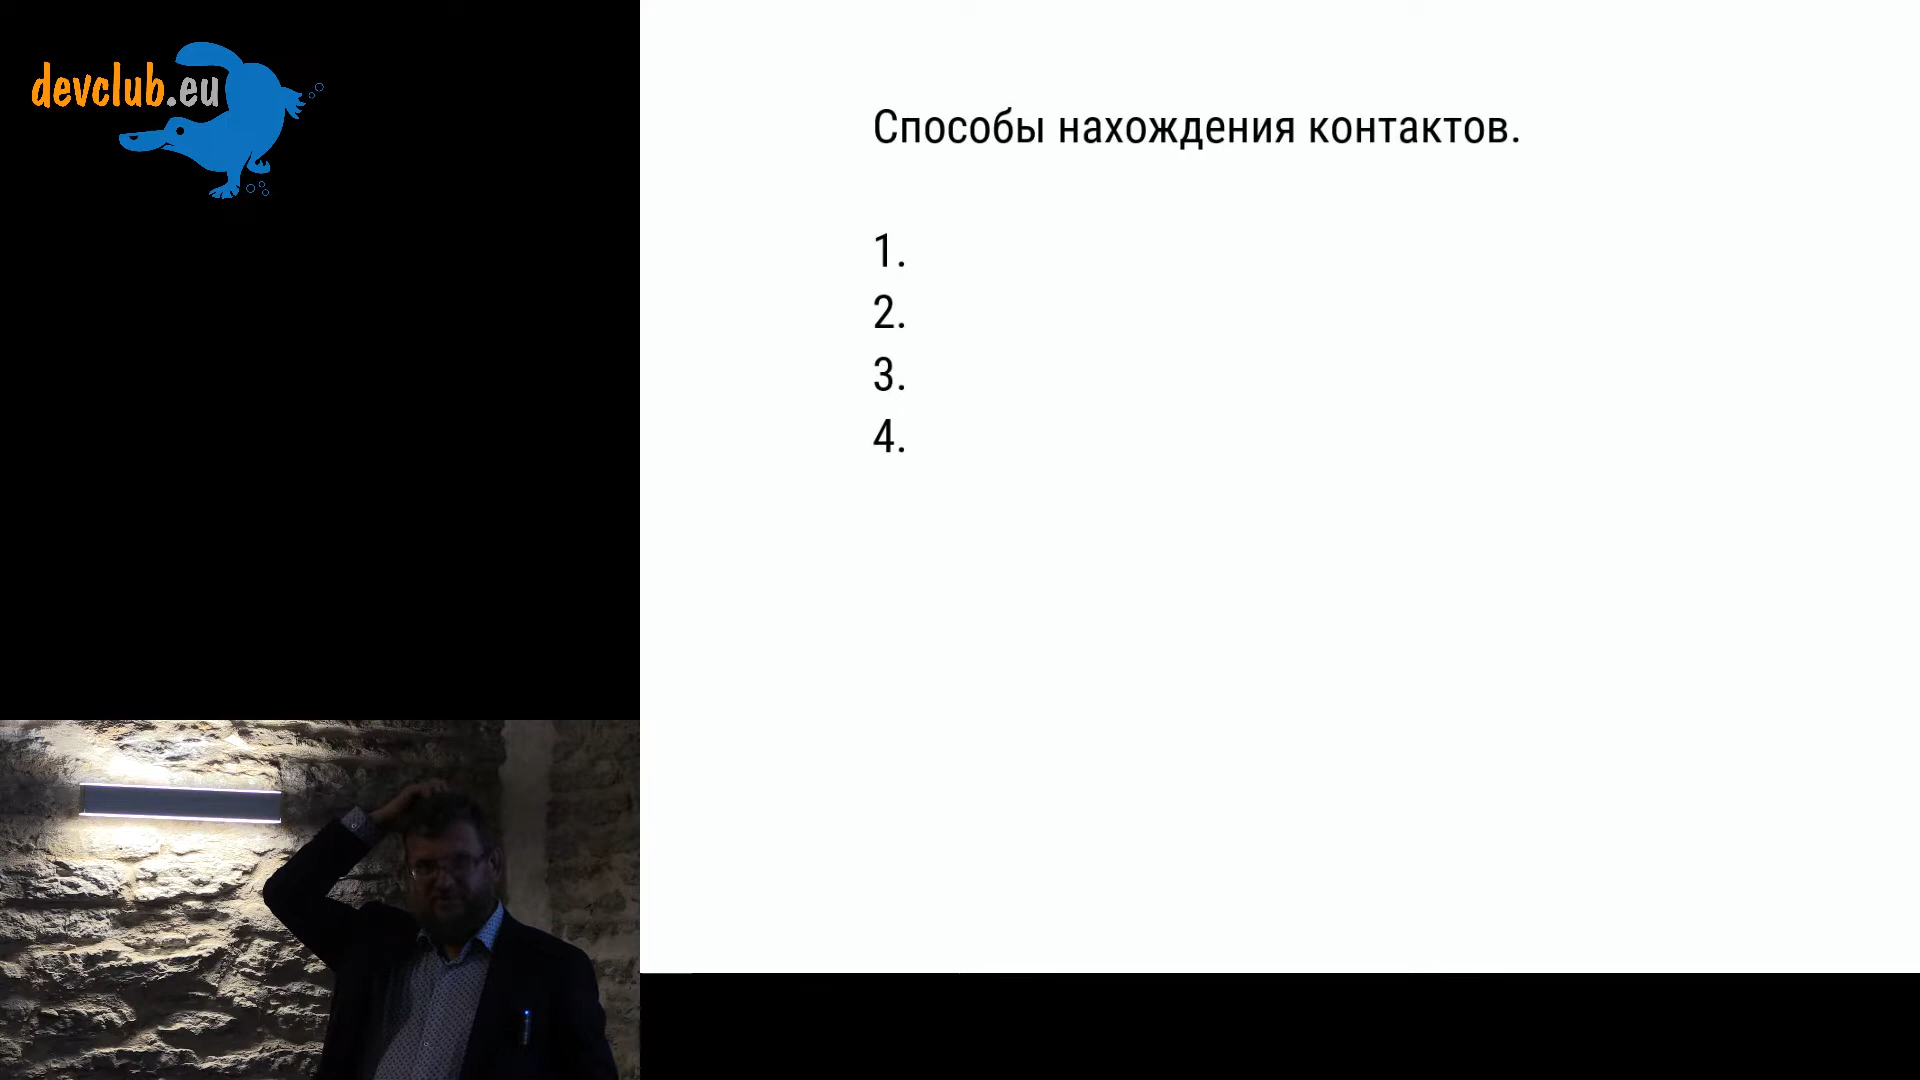 devclub.eu
Способы нахождения контактов.
1.
2.
3.
4.